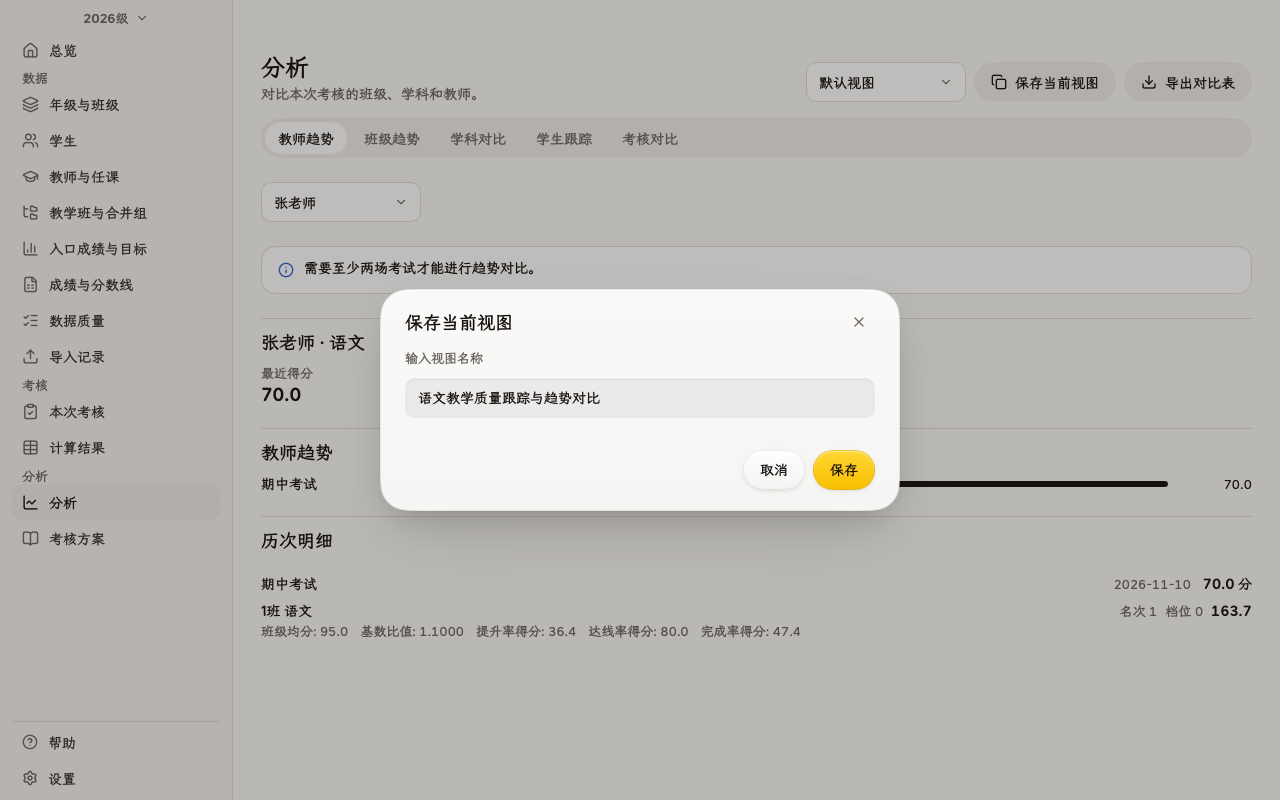 2026级
总览
数据
年级与班级
学生
教师与任课
教学班与合并组
入口成绩与目标
成绩与分数线
数据质量
导入记录
考核
本次考核
计算结果
分析
分析
考核方案
帮助
设置
分析
对比本次考核的班级、学科和教师。
默认视图
保存当前视图
导出对比表
教师趋势 班级趋势 学科对比 学生跟踪 考核对比
张老师
需要至少两场考试才能进行趋势对比。
张老师 · 语文
最近得分
70.0
保存当前视图
输入视图名称
语文教学质量跟踪与趋势对比
取消 保存
教师趋势
期中考试 70.0
历次明细
期中考试 2026-11-10 70.0 分
1班 语文 名次 1 档位 0 163.7
班级均分: 95.0 基数比值: 1.1000 提升率得分: 36.4 达线率得分: 80.0 完成率得分: 47.4